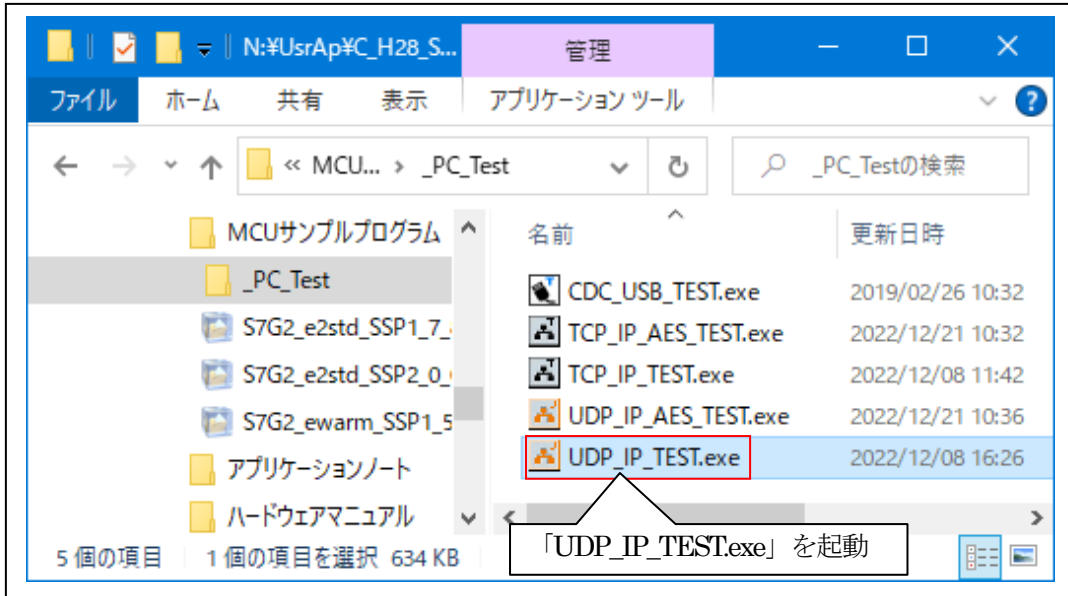 N:¥UsrAp¥C_H28_S... 管理
ファイル ホーム 共有 表示 アプリケーション ツール
« MCU... › _PC_Test _PC_Testの検索
MCUサンプルプログラム
_PC_Test
S7G2_e2std_SSP1_7_
S7G2_e2std_SSP2_0_
S7G2_ewarm_SSP1_5
アプリケーションノート
ハードウェアマニュアル
名前 更新日時
CDC_USB_TEST.exe 2019/02/26 10:32
TCP_IP_AES_TEST.exe 2022/12/21 10:32
TCP_IP_TEST.exe 2022/12/08 11:42
UDP_IP_AES_TEST.exe 2022/12/21 10:36
UDP_IP_TEST.exe 2022/12/08 16:26
「UDP_IP_TEST.exe」を起動
5 個の項目 1 個の項目を選択 634 KB